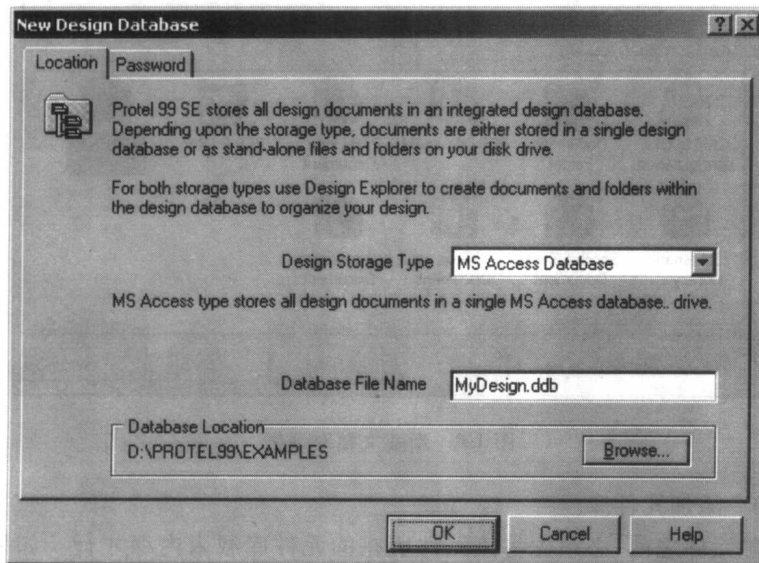 New Design Database
Location
Password
Protel 99 SE stores all design documents in an integrated design database.
Depending upon the storage type, documents are either stored in a single design
database or as stand-alone files and folders on your disk drive.
For both storage types use Design Explorer to create documents and folders within
the design database to organize your design.
Design Storage Type MS Access Database
MS Access type stores all design documents in a single MS Access database.. drive.
Database File Name MyDesign.ddb
Database Location
D:\PROTEL99\EXAMPLES Browse...
OK Cancel Help